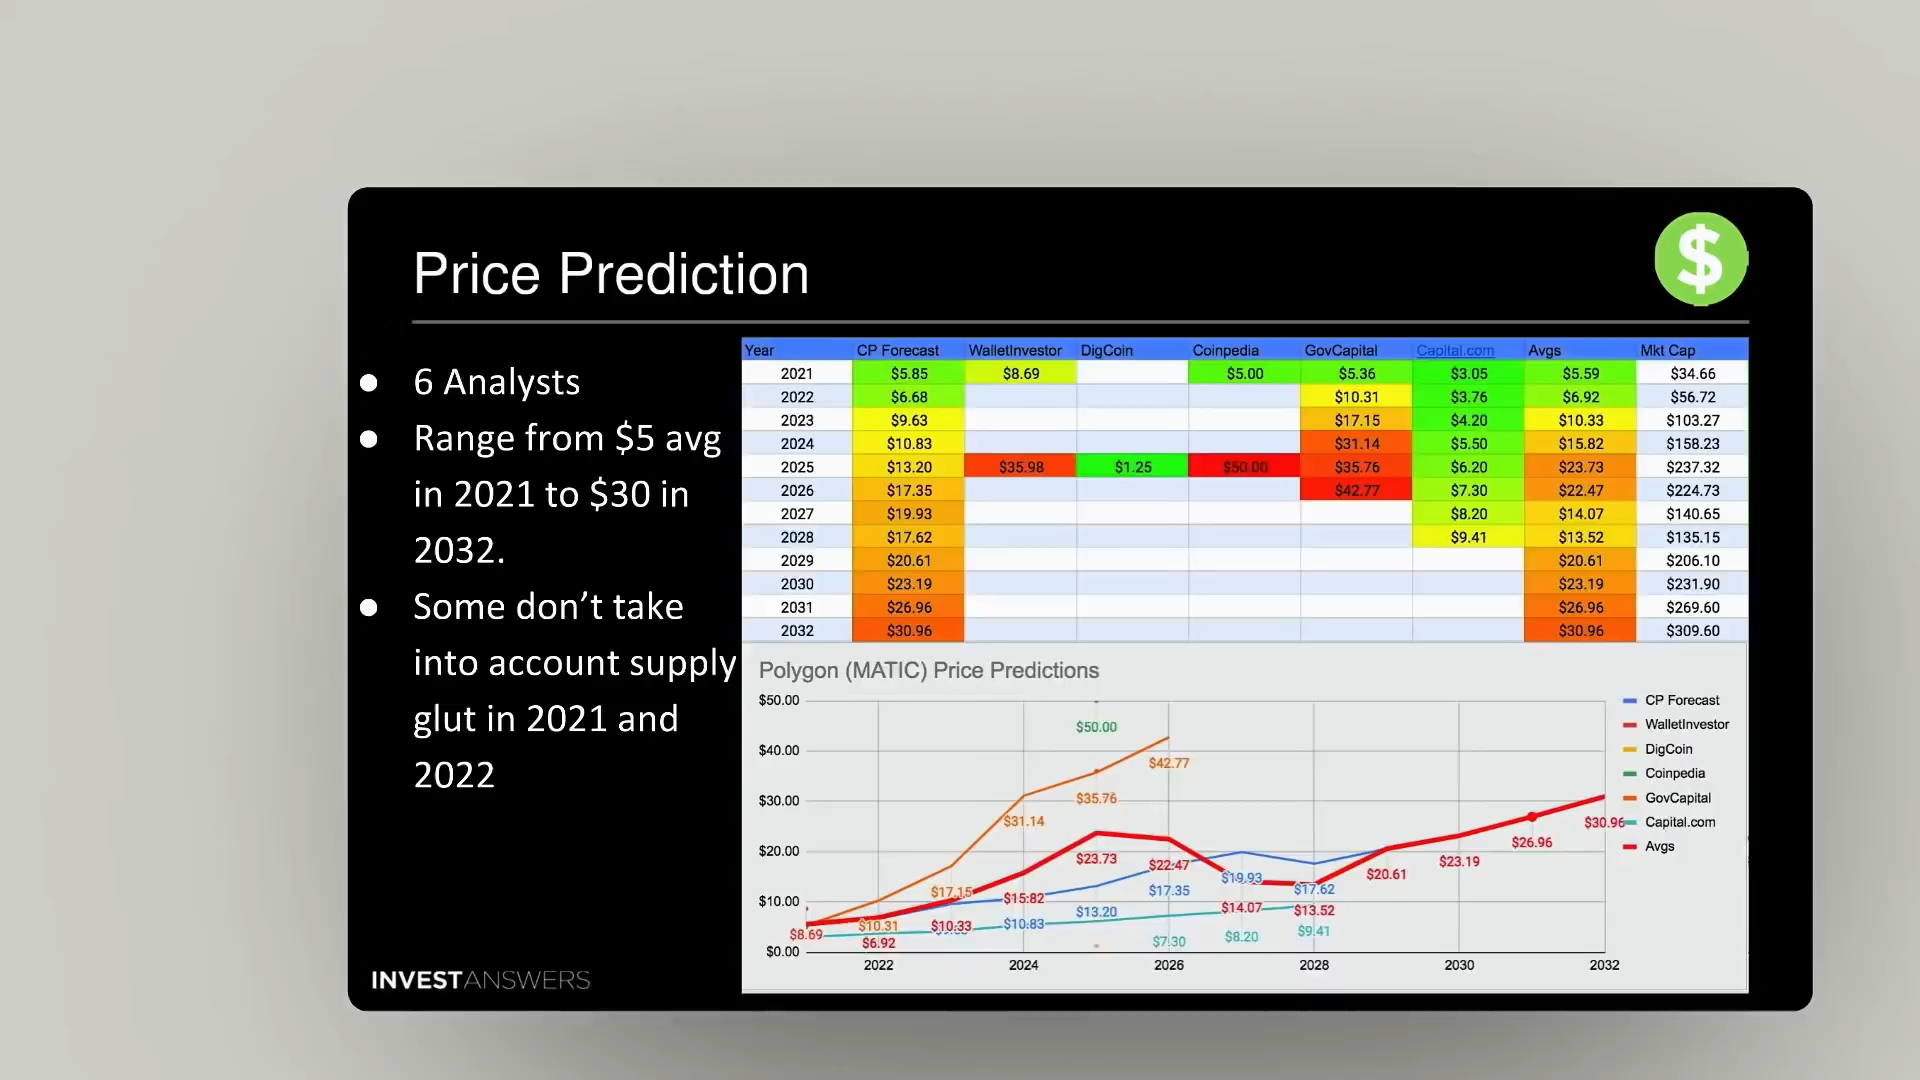 Price Prediction
$
● 6 Analysts
● Range from $5 avg
in 2021 to $30 in
2032.
● Some don’t take
into account supply
glut in 2021 and
2022
Year CP Forecast WalletInvestor DigCoin Coinpedia GovCapital Capital.com Avgs Mkt Cap
2021 $5.85 $8.69 $5.00 $5.36 $3.05 $5.59 $34.66
2022 $6.68 $10.31 $3.76 $6.92 $56.72
2023 $9.63 $17.15 $4.20 $10.33 $103.27
2024 $10.83 $31.14 $5.50 $15.82 $158.23
2025 $13.20 $35.98 $1.25 $50.00 $35.76 $6.20 $23.73 $237.32
2026 $17.35 $42.77 $7.30 $22.47 $224.73
2027 $19.93 $8.20 $14.07 $140.65
2028 $17.62 $9.41 $13.52 $135.15
2029 $20.61 $20.61 $206.10
2030 $23.19 $23.19 $231.90
2031 $26.96 $26.96 $269.60
2032 $30.96 $30.96 $309.60
Polygon (MATIC) Price Predictions
$50.00
$40.00
$30.00
$20.00
$10.00
$0.00
$50.00
$42.77
$35.76
$31.14
$30.96
$26.96
$23.73
$22.47
$23.19
$20.61
$19.93
$17.62
$17.15
$15.82
$17.35
$13.20
$14.07
$13.52
$10.31
$10.33
$10.83
$8.69
$6.92
$7.30
$8.20
$9.41
2022 2024 2026 2028 2030 2032
CP Forecast
WalletInvestor
DigCoin
Coinpedia
GovCapital
Capital.com
Avgs
INVESTANSWERS